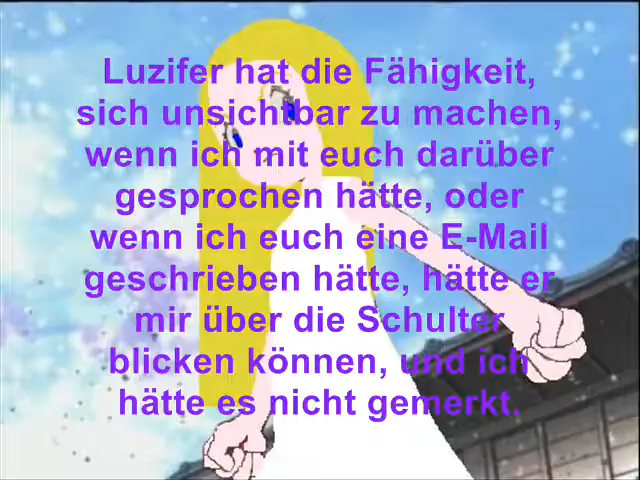 Luzifer hat die Fähigkeit,
sich unsichtbar zu machen,
wenn ich mit euch darüber
gesprochen hätte, oder
wenn ich euch eine E-Mail
geschrieben hätte, hätte er
mir über die Schulter
blicken können, und ich
hätte es nicht gemerkt.